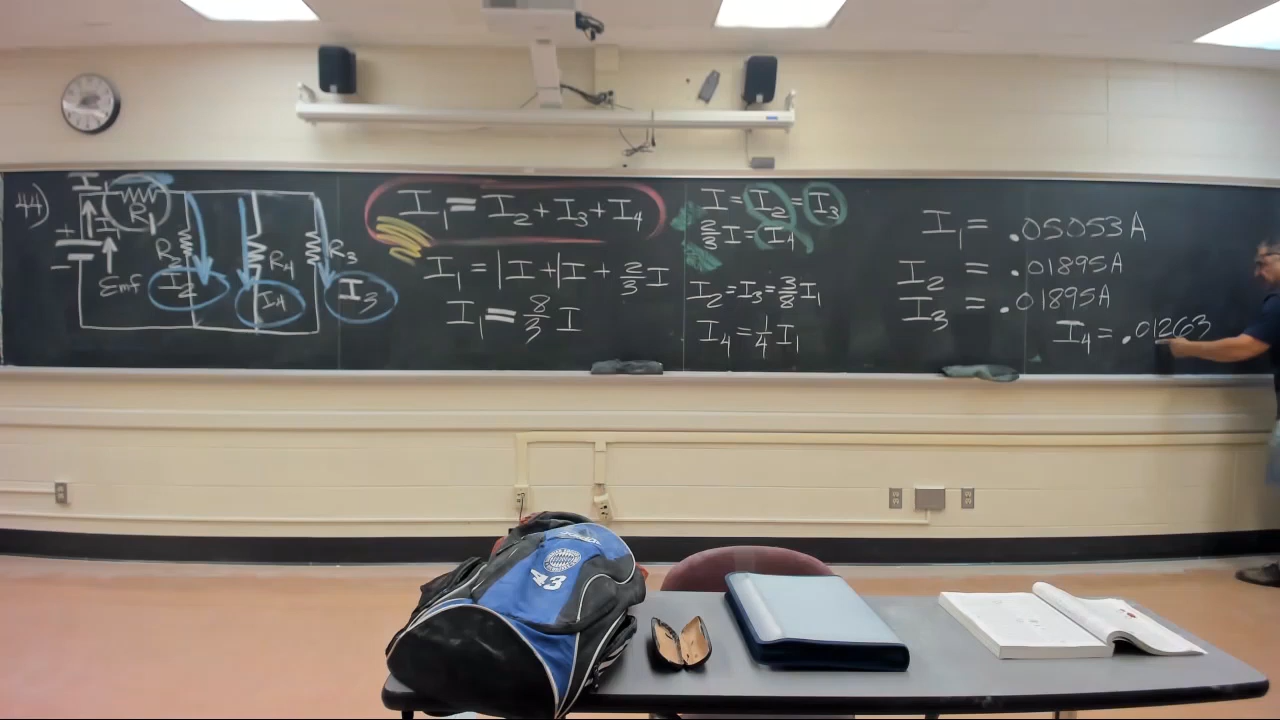 44)
I
R1
I1
+
-
Emf
R2
I2
R4
I4
R3
I3
I1 = I2 + I3 + I4
I1 = 1I + 1I + 2/3 I
I1 = 8/3 I
I = I2 = I3
2/3 I = I4
I2 = I3 = 3/8 I1
I4 = 1/4 I1
I1 = .05053A
I2 = .01895A
I3 = .01895A
I4 = .01263
43